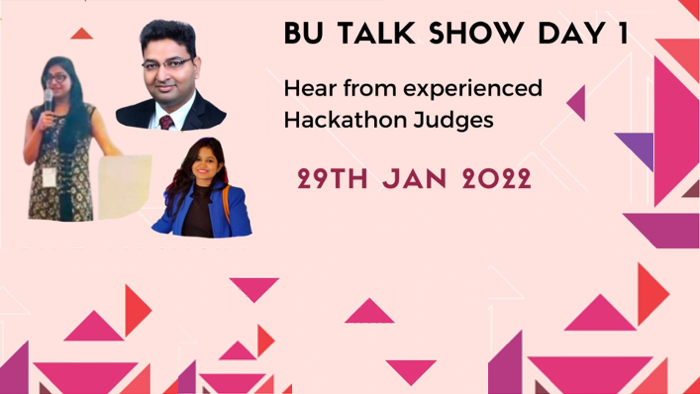 BU TALK SHOW DAY 1
Hear from experienced
Hackathon Judges
29TH JAN 2022